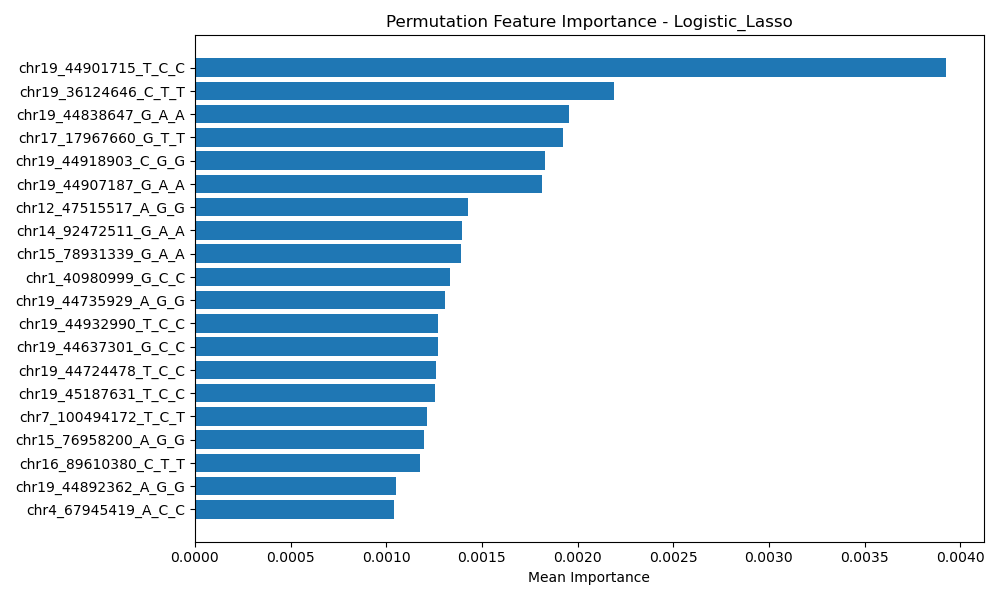 Permutation Feature Importance - Logistic_Lasso
chr19_44901715_T_C_C
chr19_36124646_C_T_T
chr19_44838647_G_A_A
chr17_17967660_G_T_T
chr19_44918903_C_G_G
chr19_44907187_G_A_A
chr12_47515517_A_G_G
chr14_92472511_G_A_A
chr15_78931339_G_A_A
chr1_40980999_G_C_C
chr19_44735929_A_G_G
chr19_44932990_T_C_C
chr19_44637301_G_C_C
chr19_44724478_T_C_C
chr19_45187631_T_C_C
chr7_100494172_T_C_T
chr15_76958200_A_G_G
chr16_89610380_C_T_T
chr19_44892362_A_G_G
chr4_67945419_A_C_C
0.0000 0.0005 0.0010 0.0015 0.0020 0.0025 0.0030 0.0035 0.0040
Mean Importance